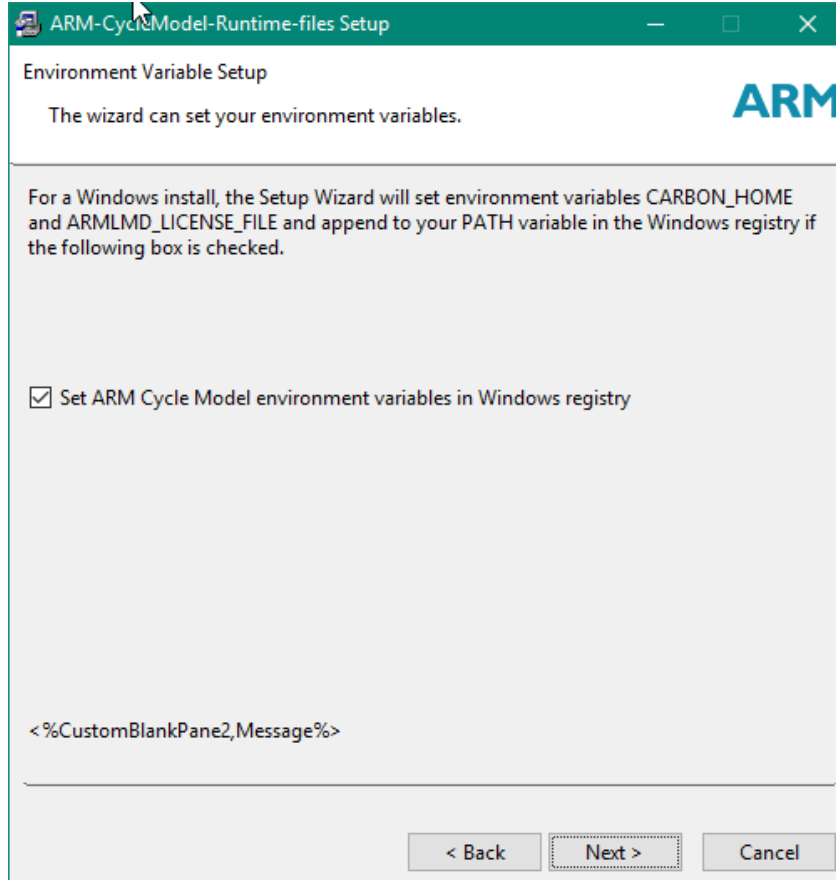 ARM-CycleModel-Runtime-files Setup
Environment Variable Setup
The wizard can set your environment variables.
ARM
For a Windows install, the Setup Wizard will set environment variables CARBON_HOME
and ARMLMD_LICENSE_FILE and append to your PATH variable in the Windows registry if
the following box is checked.
Set ARM Cycle Model environment variables in Windows registry
<%CustomBlankPane2,Message%>
< Back
Next >
Cancel